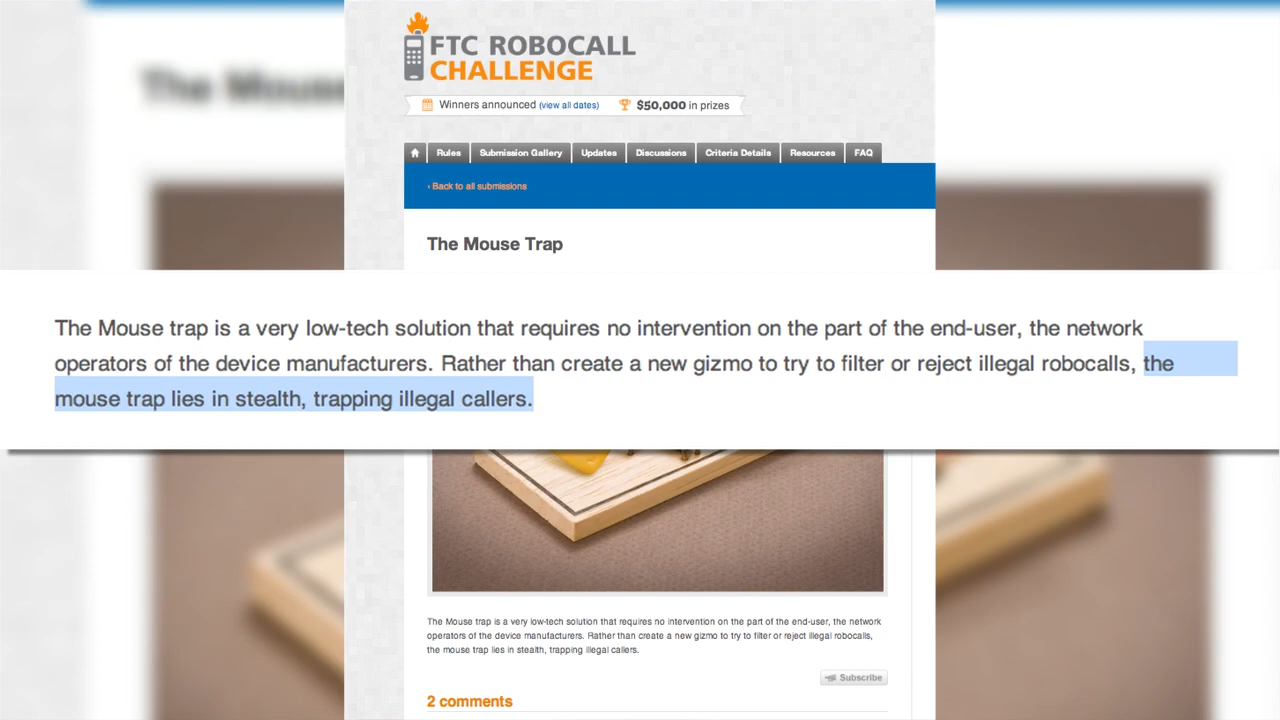 FTC ROBOCALL
CHALLENGE
Winners announced (view all dates) $50,000 in prizes
Rules Submission Gallery Updates Discussions Criteria Details Resources FAQ
‹ Back to all submissions
The Mouse
The Mouse Trap
The Mouse trap is a very low-tech solution that requires no intervention on the part of the end-user, the network
operators of the device manufacturers. Rather than create a new gizmo to try to filter or reject illegal robocalls, the
mouse trap lies in stealth, trapping illegal callers.
The Mouse trap is a very low-tech solution that requires no intervention on the part of the end-user, the network
operators of the device manufacturers. Rather than create a new gizmo to try to filter or reject illegal robocalls,
the mouse trap lies in stealth, trapping illegal callers.
Subscribe
2 comments